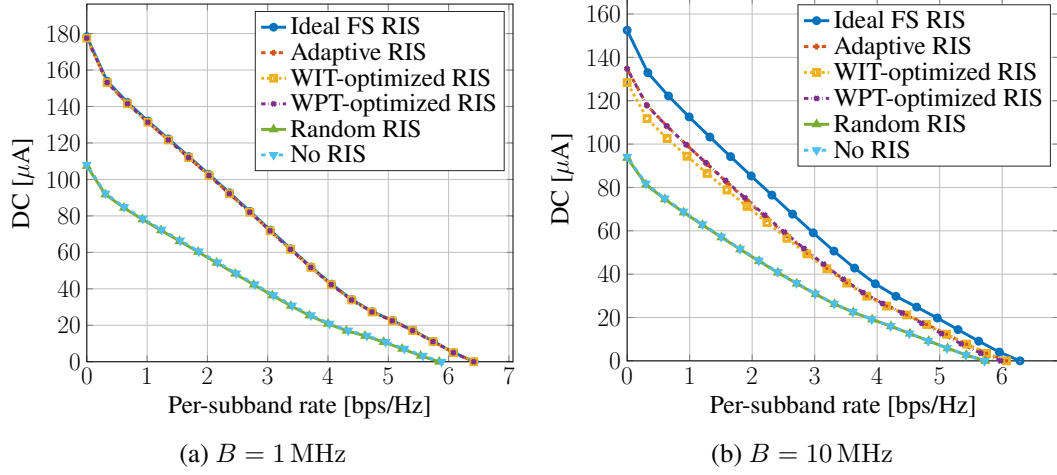 180
160
140
120
100
80
60
40
20
0
DC [μA]
0 1 2 3 4 5 6 7
Per-subband rate [bps/Hz]
Ideal FS RIS
Adaptive RIS
WIT-optimized RIS
WPT-optimized RIS
Random RIS
No RIS
(a) B = 1 MHz
160
140
120
100
80
60
40
20
0
DC [μA]
0 1 2 3 4 5 6
Per-subband rate [bps/Hz]
Ideal FS RIS
Adaptive RIS
WIT-optimized RIS
WPT-optimized RIS
Random RIS
No RIS
(b) B = 10 MHz